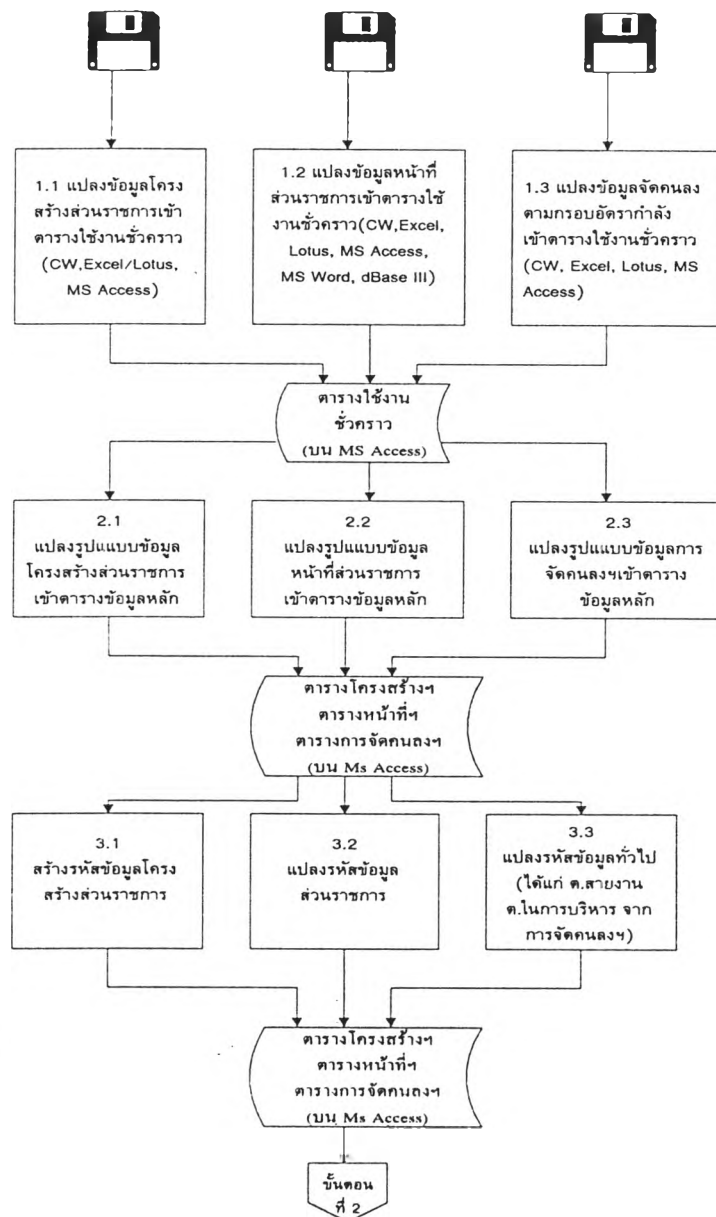 1.1 แปลงข้อมูลโครง
สร้างส่วนราชการเข้า
ตารางใช้งานชั่วคราว
(CW,Excel/Lotus,
MS Access)
1.2 แปลงข้อมูลหน้าที่
ส่วนราชการเข้าตารางใช้
งานชั่วคราว(CW,Excel,
Lotus, MS Access,
MS Word, dBase III)
1.3 แปลงข้อมูลจัดคนลง
ตามกรอบอัตรากำลัง
เข้าตารางใช้งานชั่วคราว
(CW, Excel, Lotus, MS
Access)
ตารางใช้งาน
ชั่วคราว
(บน MS Access)
2.1
แปลงรูปแแบบข้อมูล
โครงสร้างส่วนราชการ
เข้าตารางข้อมูลหลัก
2.2
แปลงรูปแแบบข้อมูล
หน้าที่ส่วนราชการ
เข้าตารางข้อมูลหลัก
2.3
แปลงรูปแแบบข้อมูลการ
จัดคนลงฯเข้าตาราง
ข้อมูลหลัก
ตารางโครงสร้างฯ
ตารางหน้าที่ฯ
ตารางการจัดคนลงฯ
(บน Ms Access)
3.1
สร้างรหัสข้อมูลโครง
สร้างส่วนราชการ
3.2
แปลงรหัสข้อมูล
ส่วนราชการ
3.3
แปลงรหัสข้อมูลทั่วไป
(ได้แก่ ต.สายงาน
ต.ในการบริหาร จาก
การจัดคนลงฯ)
ตารางโครงสร้างฯ
ตารางหน้าที่ฯ
ตารางการจัดคนลงฯ
(บน Ms Access)
ขั้นตอน
ที่ 2